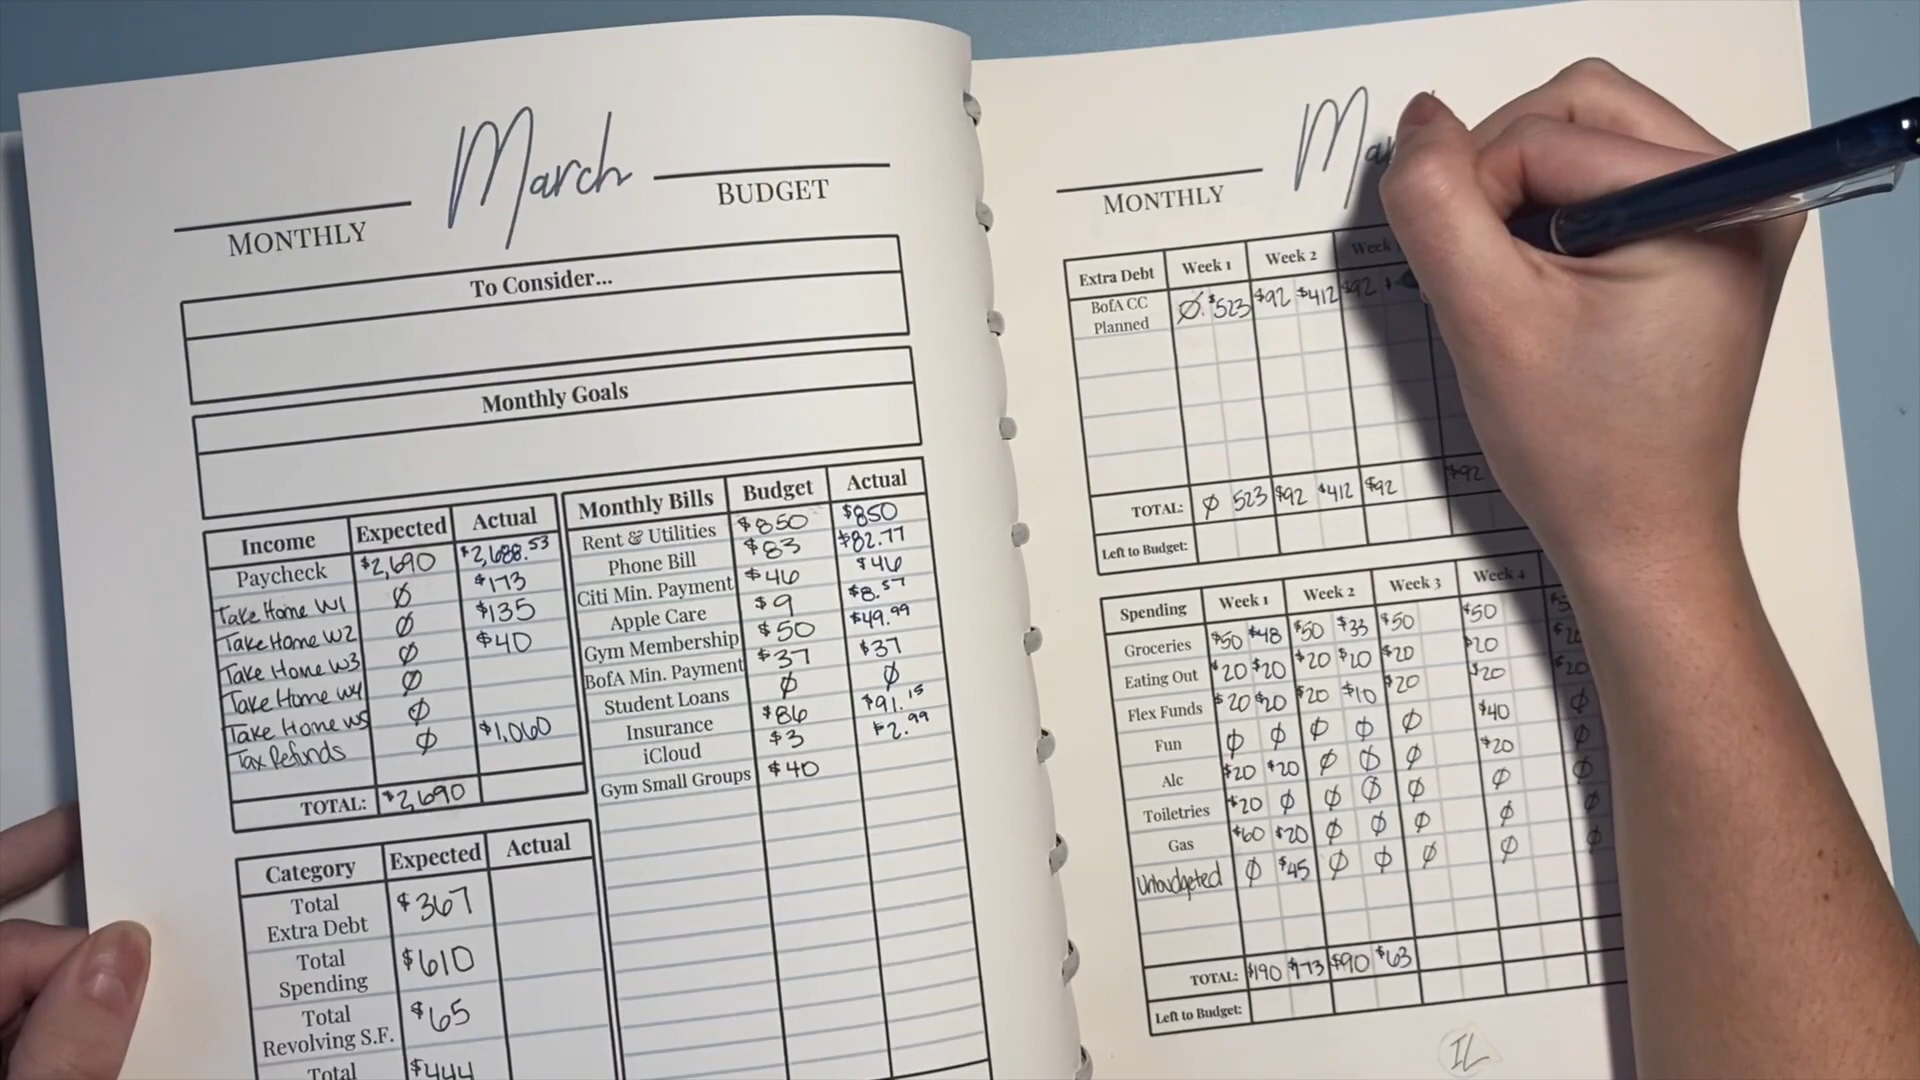 March
MONTHLY BUDGET
To Consider...
Monthly Goals
Income Expected Actual
Paycheck $2,690 $2,688.53
Take Home W1 Ø $173
Take Home W2 Ø $135
Take Home W3 Ø $40
Take Home W4 Ø
Take Home W5 Ø
Tax Refunds Ø $1,060
TOTAL: $2,690
Category Expected Actual
Total
Extra Debt $367
Total
Spending $610
Total
Revolving S.F. $65
Total $444
Monthly Bills Budget Actual
Rent & Utilities $850 $850
Phone Bill $83 $82.77
Citi Min. Payment $46 $46
Apple Care $9 $8.57
Gym Membership $50 $49.99
BofA Min. Payment $37 $37
Student Loans Ø Ø
Insurance $86 $91.15
iCloud $3 $2.99
Gym Small Groups $40
MONTHLY
Extra Debt Week 1 Week 2 Week
BofA CC
Planned Ø $523 $92 $412 $92
TOTAL: Ø 523 $92 $412 $92 $92
Left to Budget:
Spending Week 1 Week 2 Week 3 Week 4
Groceries $50 $48 $50 $33 $50 $50
Eating Out $20 $20 $20 $20 $20 $20
Flex Funds $20 $20 $20 $10 $20 $20
Fun Ø Ø Ø Ø Ø $40 Ø
Alc $20 $20 Ø Ø Ø $20 Ø
Toiletries $20 Ø Ø Ø Ø Ø Ø
Gas $60 $20 Ø Ø Ø Ø Ø
Unbudgeted Ø $45 Ø Ø Ø Ø Ø
TOTAL: $190 $173 $90 $63
Left to Budget:
IL